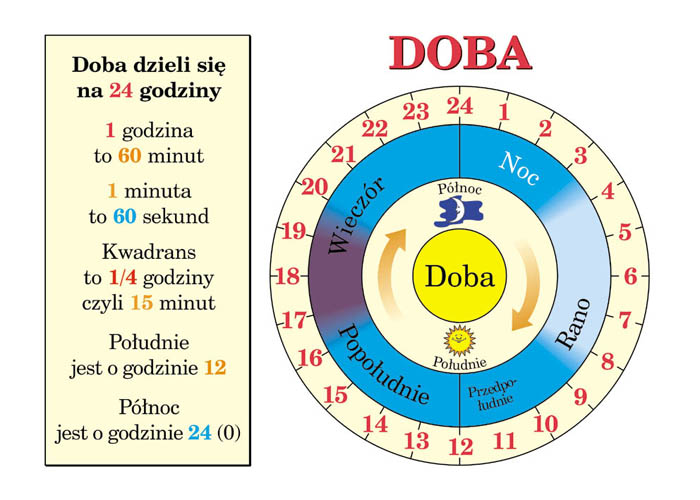 Doba dzieli się
na 24 godziny
1 godzina
to 60 minut
1 minuta
to 60 sekund
Kwadrans
to 1/4 godziny
czyli 15 minut
Południe
jest o godzinie 12
Północ
jest o godzinie 24 (0)
DOBA
24
1
2
3
4
5
6
7
8
9
10
11
12
13
14
15
16
17
18
19
20
21
22
23
Noc
Rano
Przedpo-
łudnie
Popołudnie
Wieczór
Północ
Doba
Południe